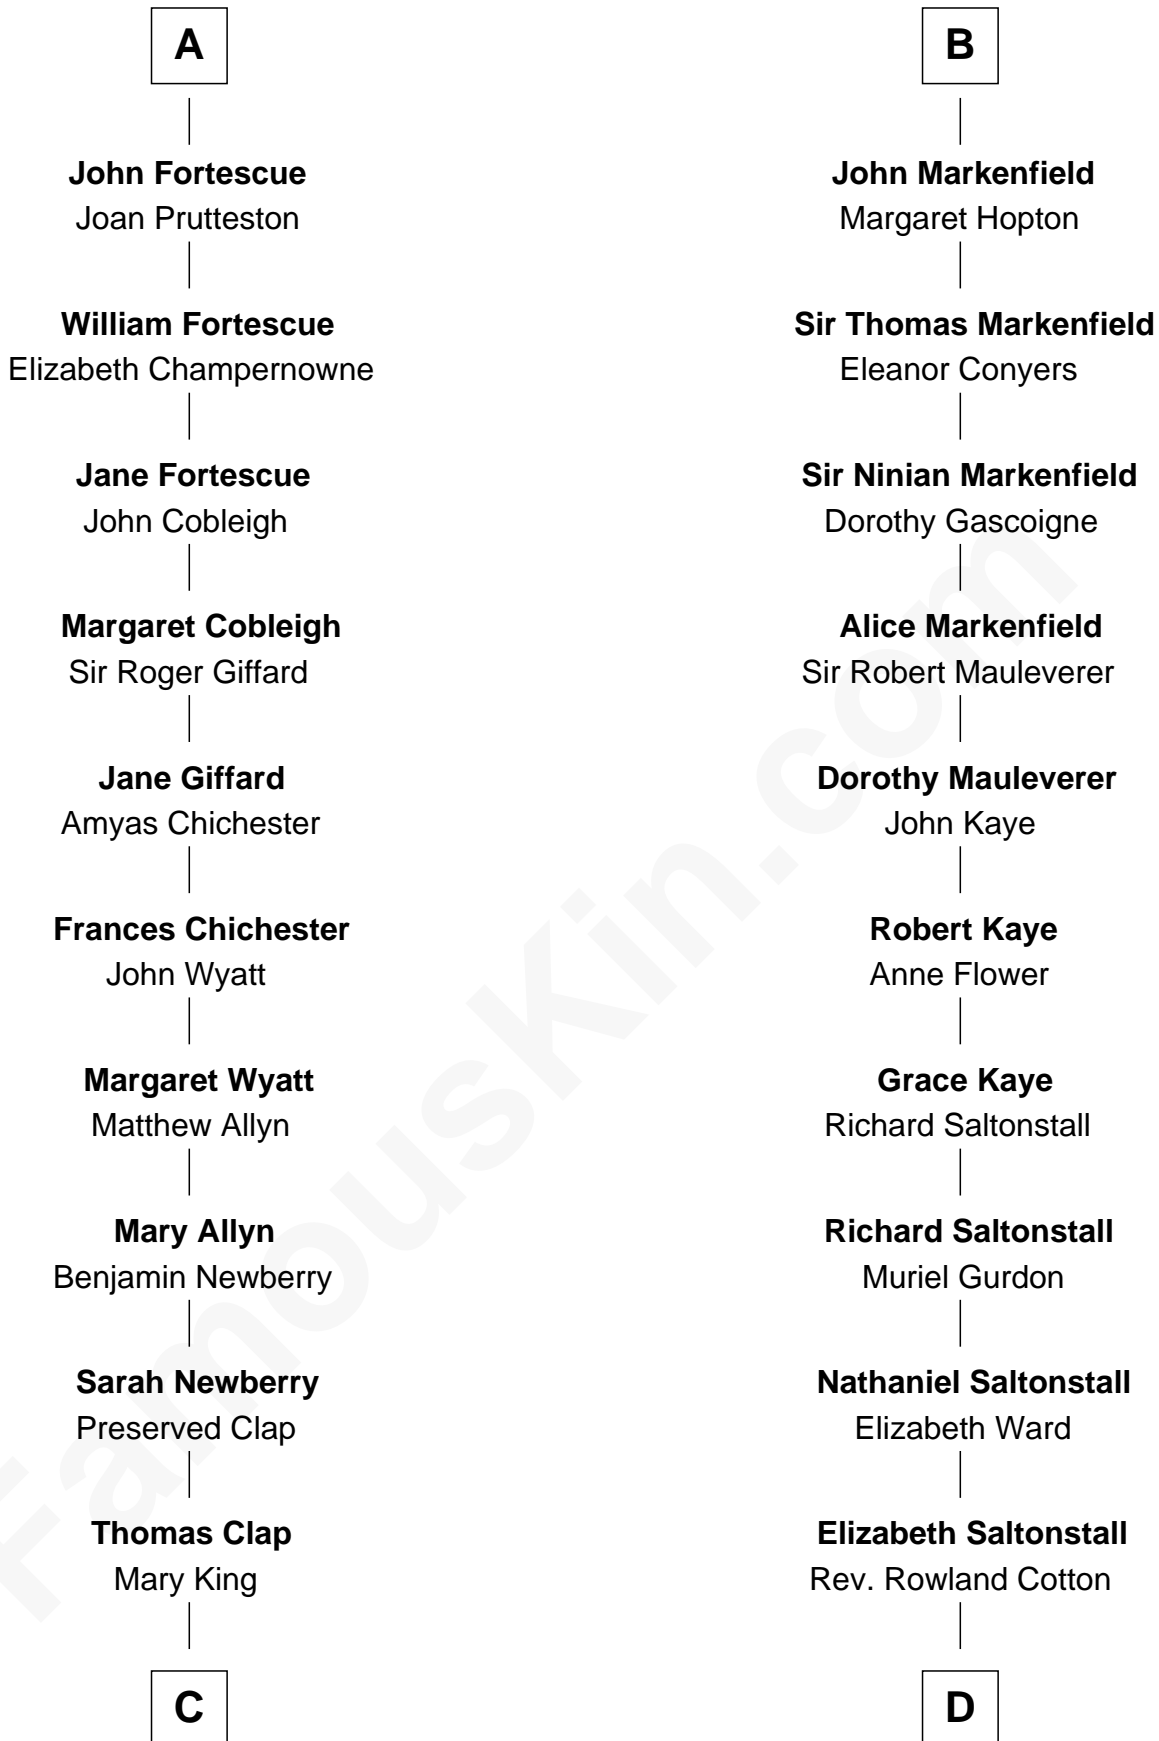 A
John Fortescue
Joan Prutteston
William Fortescue
Elizabeth Champernowne
Jane Fortescue
John Cobleigh
Margaret Cobleigh
Sir Roger Giffard
Jane Giffard
Amyas Chichester
Frances Chichester
John Wyatt
Margaret Wyatt
Matthew Allyn
Mary Allyn
Benjamin Newberry
Sarah Newberry
Preserved Clap
Thomas Clap
Mary King
C
B
John Markenfield
Margaret Hopton
Sir Thomas Markenfield
Eleanor Conyers
Sir Ninian Markenfield
Dorothy Gascoigne
Alice Markenfield
Sir Robert Mauleverer
Dorothy Mauleverer
John Kaye
Robert Kaye
Anne Flower
Grace Kaye
Richard Saltonstall
Richard Saltonstall
Muriel Gurdon
Nathaniel Saltonstall
Elizabeth Ward
Elizabeth Saltonstall
Rev. Rowland Cotton
D
FamousKin.com